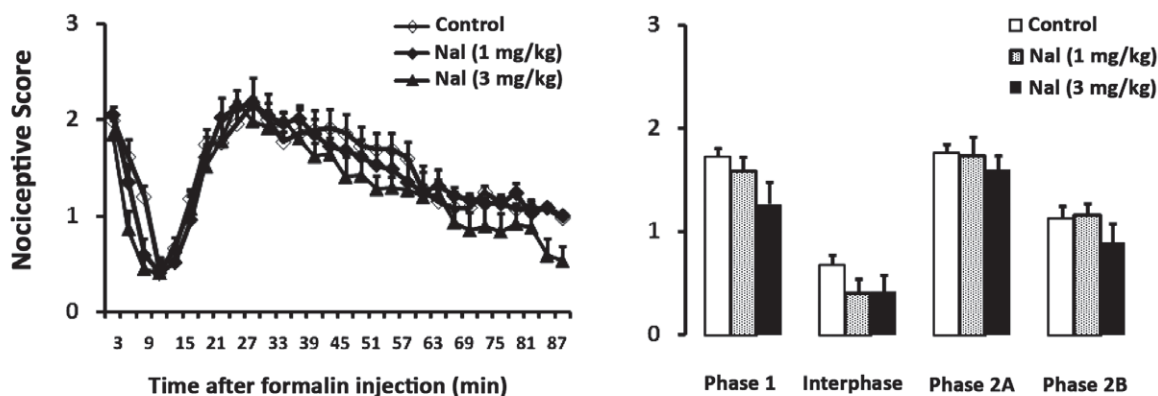 3
2
1
0
Nociceptive Score
Control
Nal (1 mg/kg)
Nal (3 mg/kg)
3 9 15 21 27 33 39 45 51 57 63 69 75 81 87
Time after formalin injection (min)
3
2
1
0
Control
Nal (1 mg/kg)
Nal (3 mg/kg)
Phase 1 Interphase Phase 2A Phase 2B